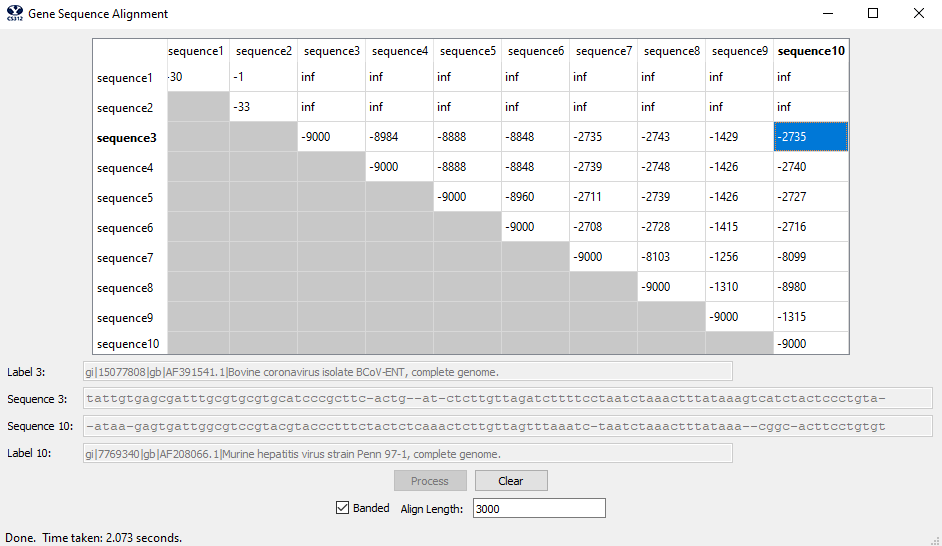 CS312 Gene Sequence Alignment
sequence1 sequence2 sequence3 sequence4 sequence5 sequence6 sequence7 sequence8 sequence9 sequence10
sequence1 -30 -1 inf inf inf inf inf inf inf inf
sequence2 -33 inf inf inf inf inf inf inf inf
sequence3 -9000 -8984 -8888 -8848 -2735 -2743 -1429 -2735
sequence4 -9000 -8888 -8848 -2739 -2748 -1426 -2740
sequence5 -9000 -8960 -2711 -2739 -1426 -2727
sequence6 -9000 -2708 -2728 -1415 -2716
sequence7 -9000 -8103 -1256 -8099
sequence8 -9000 -1310 -8980
sequence9 -9000 -1315
sequence10 -9000
Label 3: gi|15077808|gb|AF391541.1|Bovine coronavirus isolate BCoV-ENT, complete genome.
Sequence 3: tattgtgagcgatttgcgtgcgtgcatcccgcttc-actg--at-ctcttgttagatcttttcctaatctaaactttataaagtcatctactccctgta-
Sequence 10: -ataa-gagtgattggcgtccgtacgtaccctttctactctcaaactcttgttagtttaaatc-taatctaaactttataaa--cggc-acttcctgtgt
Label 10: gi|7769340|gb|AF208066.1|Murine hepatitis virus strain Penn 97-1, complete genome.
Process Clear
Banded Align Length: 3000
Done. Time taken: 2.073 seconds.